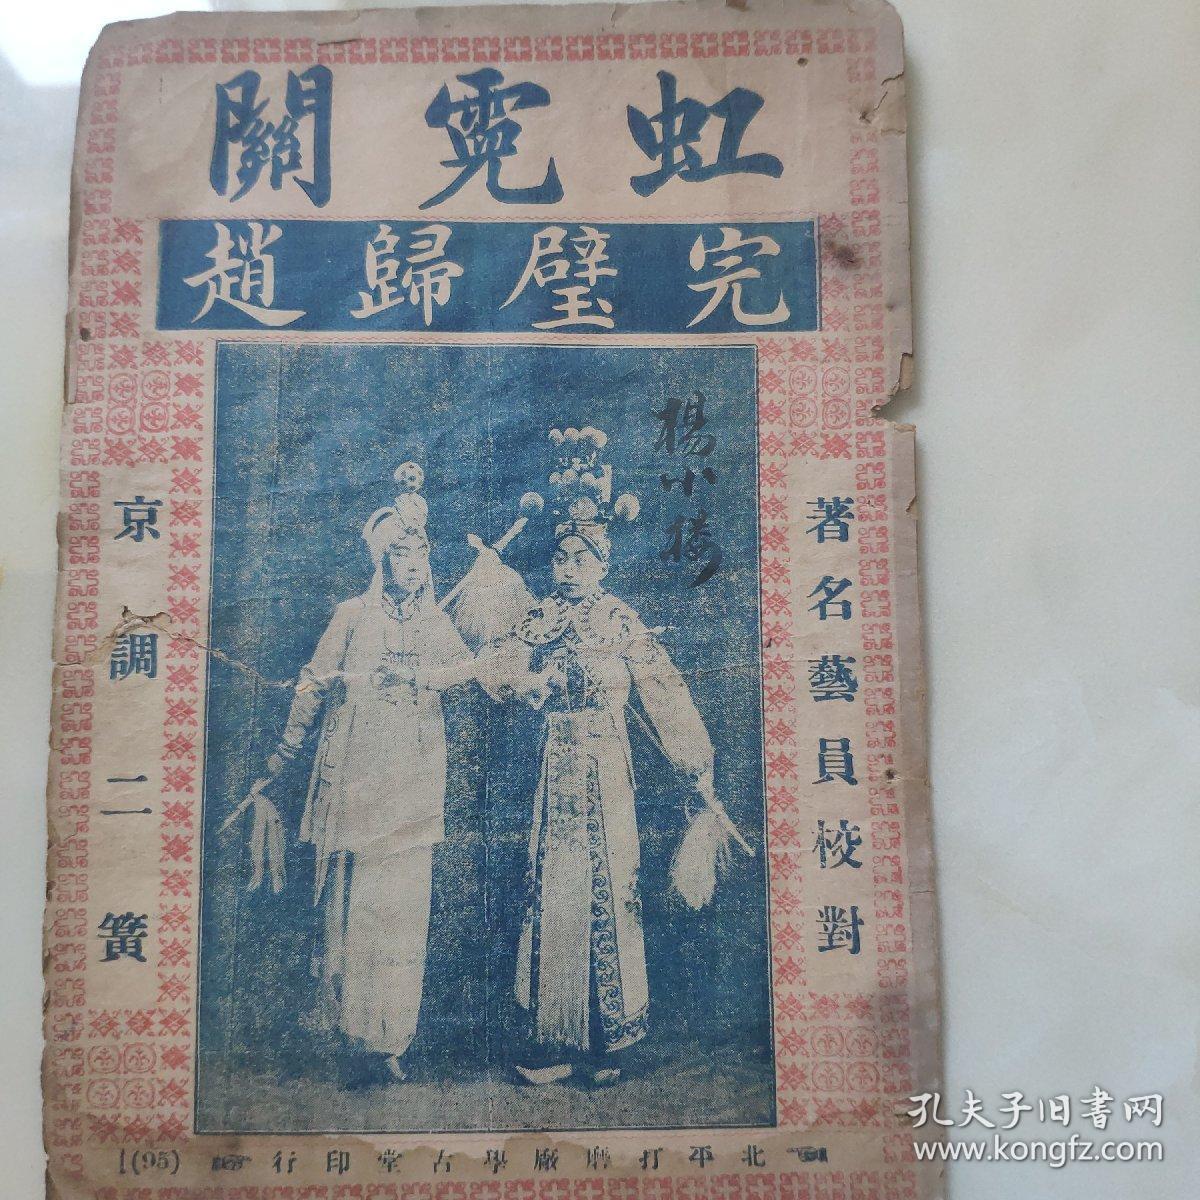 虹霓關
完璧歸趙
楊小樓
著名藝員校對
京調二簧
北平打磨厰學古堂印行
(95)
孔夫子旧书网
www.kongfz.com